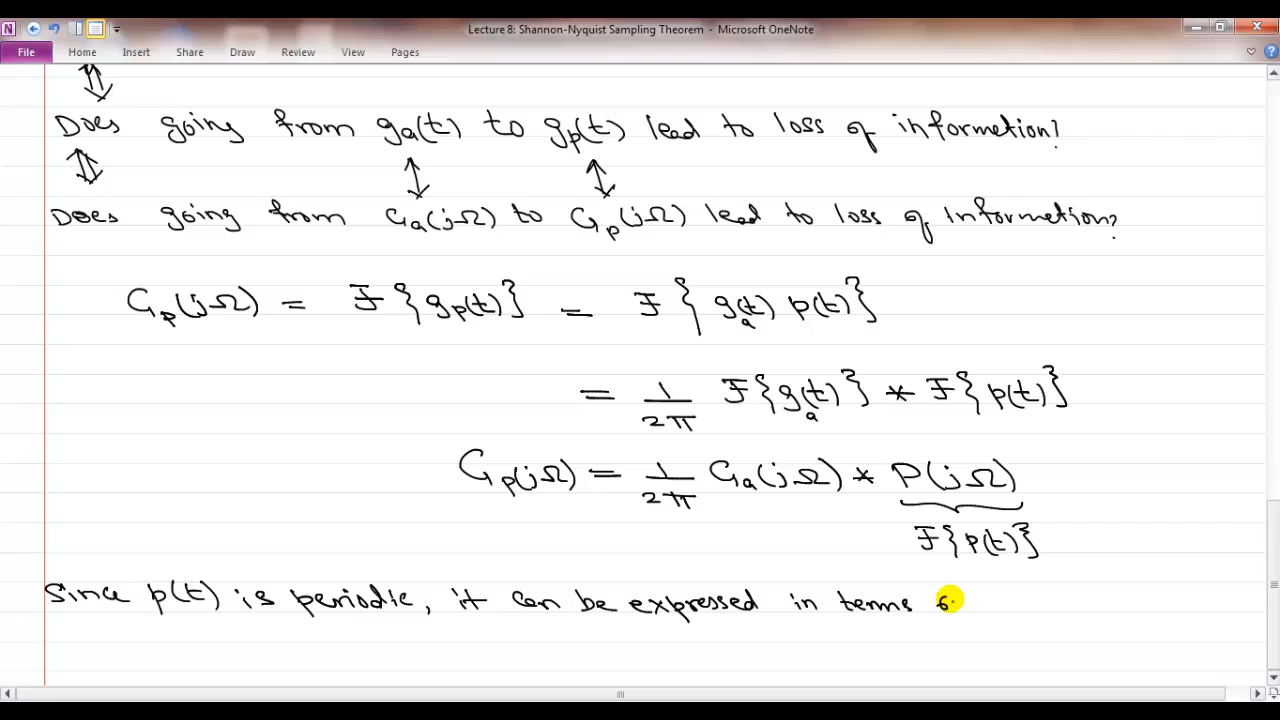 Lecture 8: Shannon-Nyquist Sampling Theorem - Microsoft OneNote
File Home Insert Share Draw Review View Pages
Does going from gₐ(t) to gₚ(t) lead to loss of informetion?
Does going from Gₐ(jΩ) to Gₚ(jΩ) lead to loss of informetion?
Gₚ(jΩ) = ℱ{gₚ(t)} = ℱ{gₐ(t) p(t)}
= 1/2π ℱ{gₐ(t)} * ℱ{p(t)}
Gₚ(jΩ) = 1/2π Gₐ(jΩ) * P(jΩ)
ℱ{p(t)}
Since p(t) is periodic, it can be expressed in terms